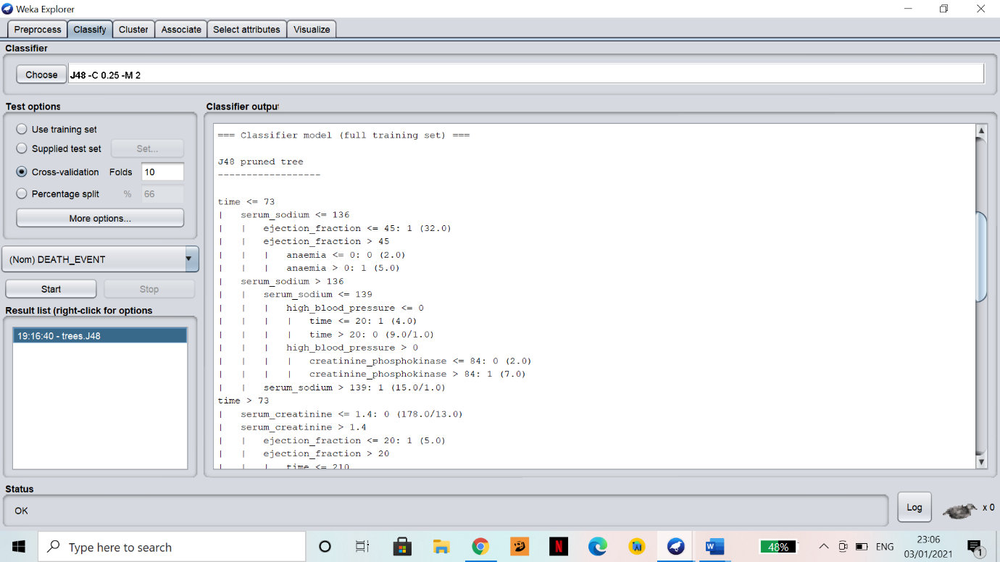 Weka Explorer
Preprocess Classify Cluster Associate Select attributes Visualize
Classifier
Choose J48 -C 0.25 -M 2
Test options
Use training set
Supplied test set Set...
Cross-validation Folds 10
Percentage split % 66
More options...
(Nom) DEATH_EVENT
Start Stop
Result list (right-click for options
19:16:40 - trees.J48
Classifier output
=== Classifier model (full training set) ===
J48 pruned tree
------------------
time <= 73
|   serum_sodium <= 136
|   |   ejection_fraction <= 45: 1 (32.0)
|   |   ejection_fraction > 45
|   |   |   anaemia <= 0: 0 (2.0)
|   |   |   anaemia > 0: 1 (5.0)
|   serum_sodium > 136
|   |   serum_sodium <= 139
|   |   |   high_blood_pressure <= 0
|   |   |   |   time <= 20: 1 (4.0)
|   |   |   |   time > 20: 0 (9.0/1.0)
|   |   |   high_blood_pressure > 0
|   |   |   |   creatinine_phosphokinase <= 84: 0 (2.0)
|   |   |   |   creatinine_phosphokinase > 84: 1 (7.0)
|   |   serum_sodium > 139: 1 (15.0/1.0)
time > 73
|   serum_creatinine <= 1.4: 0 (178.0/13.0)
|   serum_creatinine > 1.4
|   |   ejection_fraction <= 20: 1 (5.0)
|   |   ejection_fraction > 20
|   |   |   time <= 210
Status
OK
Log x 0
Type here to search
48%
ENG
23:06
03/01/2021
1